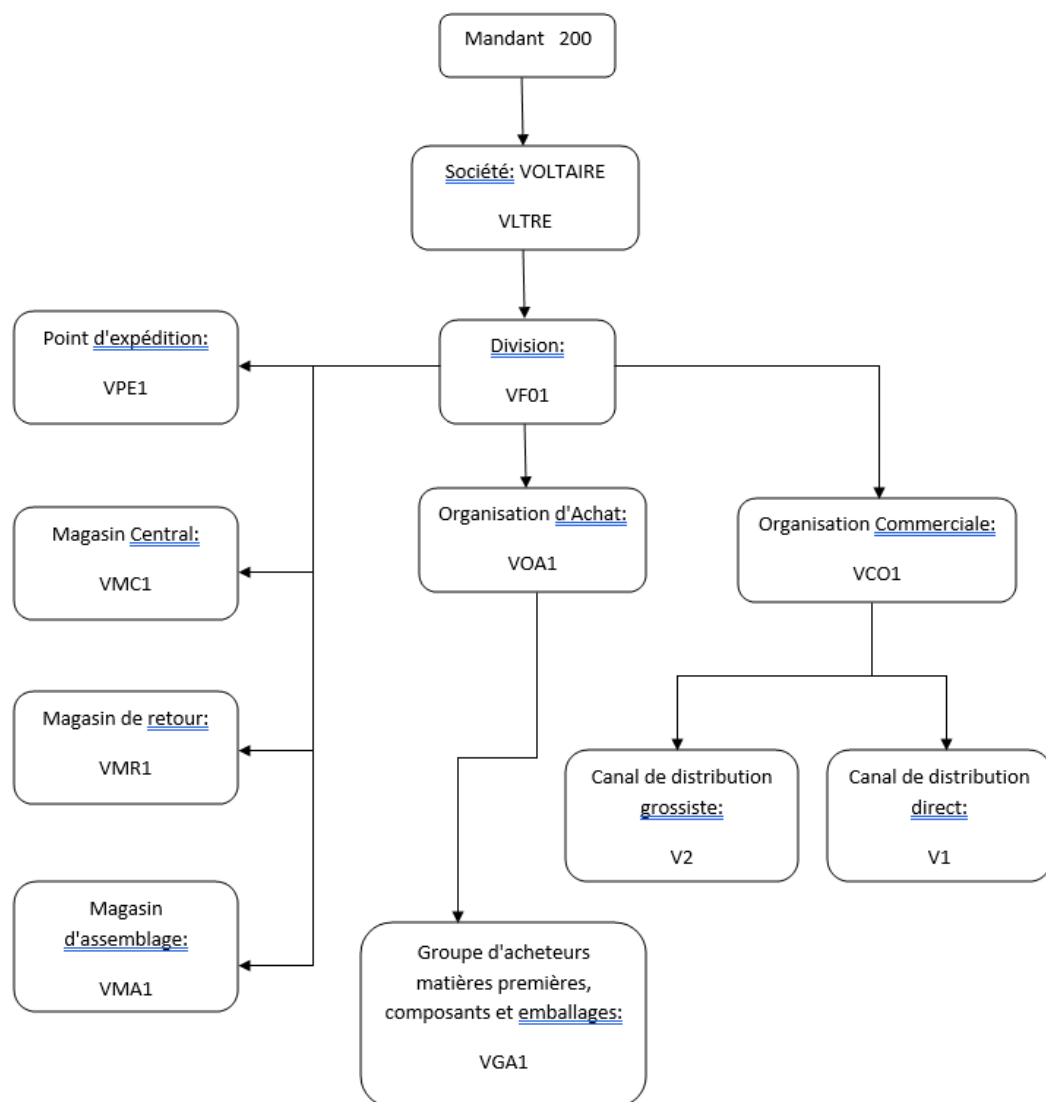 Mandant 200
Société: VOLTAIRE
VLTRE
Point d'expédition:
VPE1
Division:
VF01
Magasin Central:
VMC1
Organisation d'Achat:
VOA1
Organisation Commerciale:
VCO1
Magasin de retour:
VMR1
Canal de distribution
grossiste:
V2
Canal de distribution
direct:
V1
Magasin
d'assemblage:
VMA1
Groupe d'acheteurs
matières premières,
composants et emballages:
VGA1